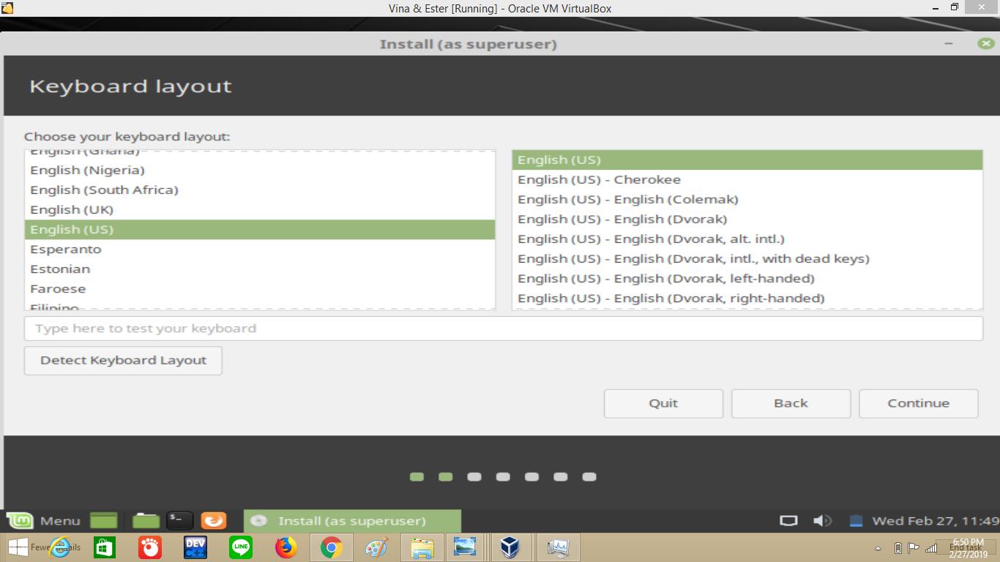 Vina & Ester [Running] - Oracle VM VirtualBox
Install (as superuser)
Keyboard layout
Choose your keyboard layout:
English (Ghana)
English (Nigeria)
English (South Africa)
English (UK)
English (US)
Esperanto
Estonian
Faroese
Filipino
English (US)
English (US) - Cherokee
English (US) - English (Colemak)
English (US) - English (Dvorak)
English (US) - English (Dvorak, alt. intl.)
English (US) - English (Dvorak, intl., with dead keys)
English (US) - English (Dvorak, left-handed)
English (US) - English (Dvorak, right-handed)
Type here to test your keyboard
Detect Keyboard Layout
Quit
Back
Continue
Menu
$_
Install (as superuser)
Wed Feb 27, 11:49
Fewe
ails
DEV
C++
LINE
End task
6:50 PM
2/27/2019